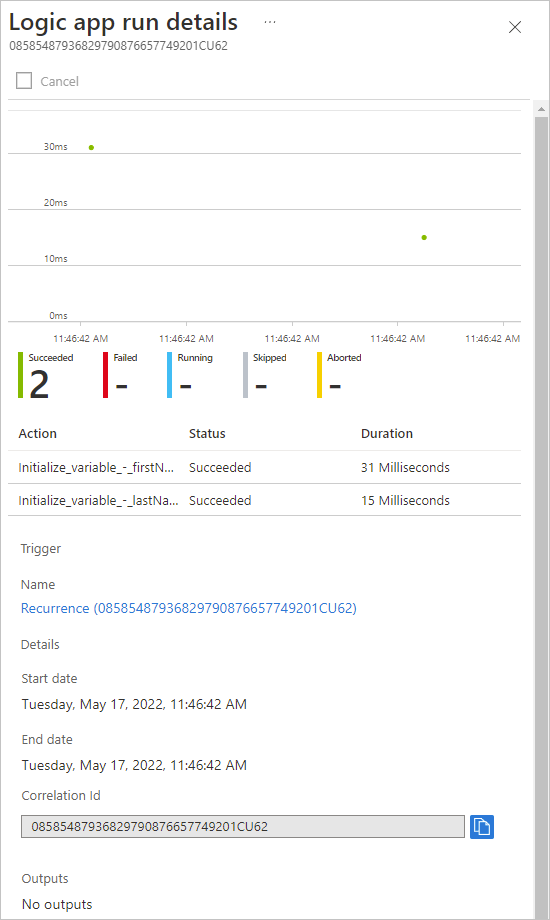 Logic app run details ...
08585487936829790876657749201CU62
Cancel
30ms
20ms
10ms
0ms
11:46:42 AM 11:46:42 AM 11:46:42 AM 11:46:42 AM 11:46:42 AM
Succeeded Failed Running Skipped Aborted
2 - - - -
Action Status Duration
Initialize_variable_-_firstN... Succeeded 31 Milliseconds
Initialize_variable_-_lastNa... Succeeded 15 Milliseconds
Trigger
Name
Recurrence (08585487936829790876657749201CU62)
Details
Start date
Tuesday, May 17, 2022, 11:46:42 AM
End date
Tuesday, May 17, 2022, 11:46:42 AM
Correlation Id
08585487936829790876657749201CU62
Outputs
No outputs